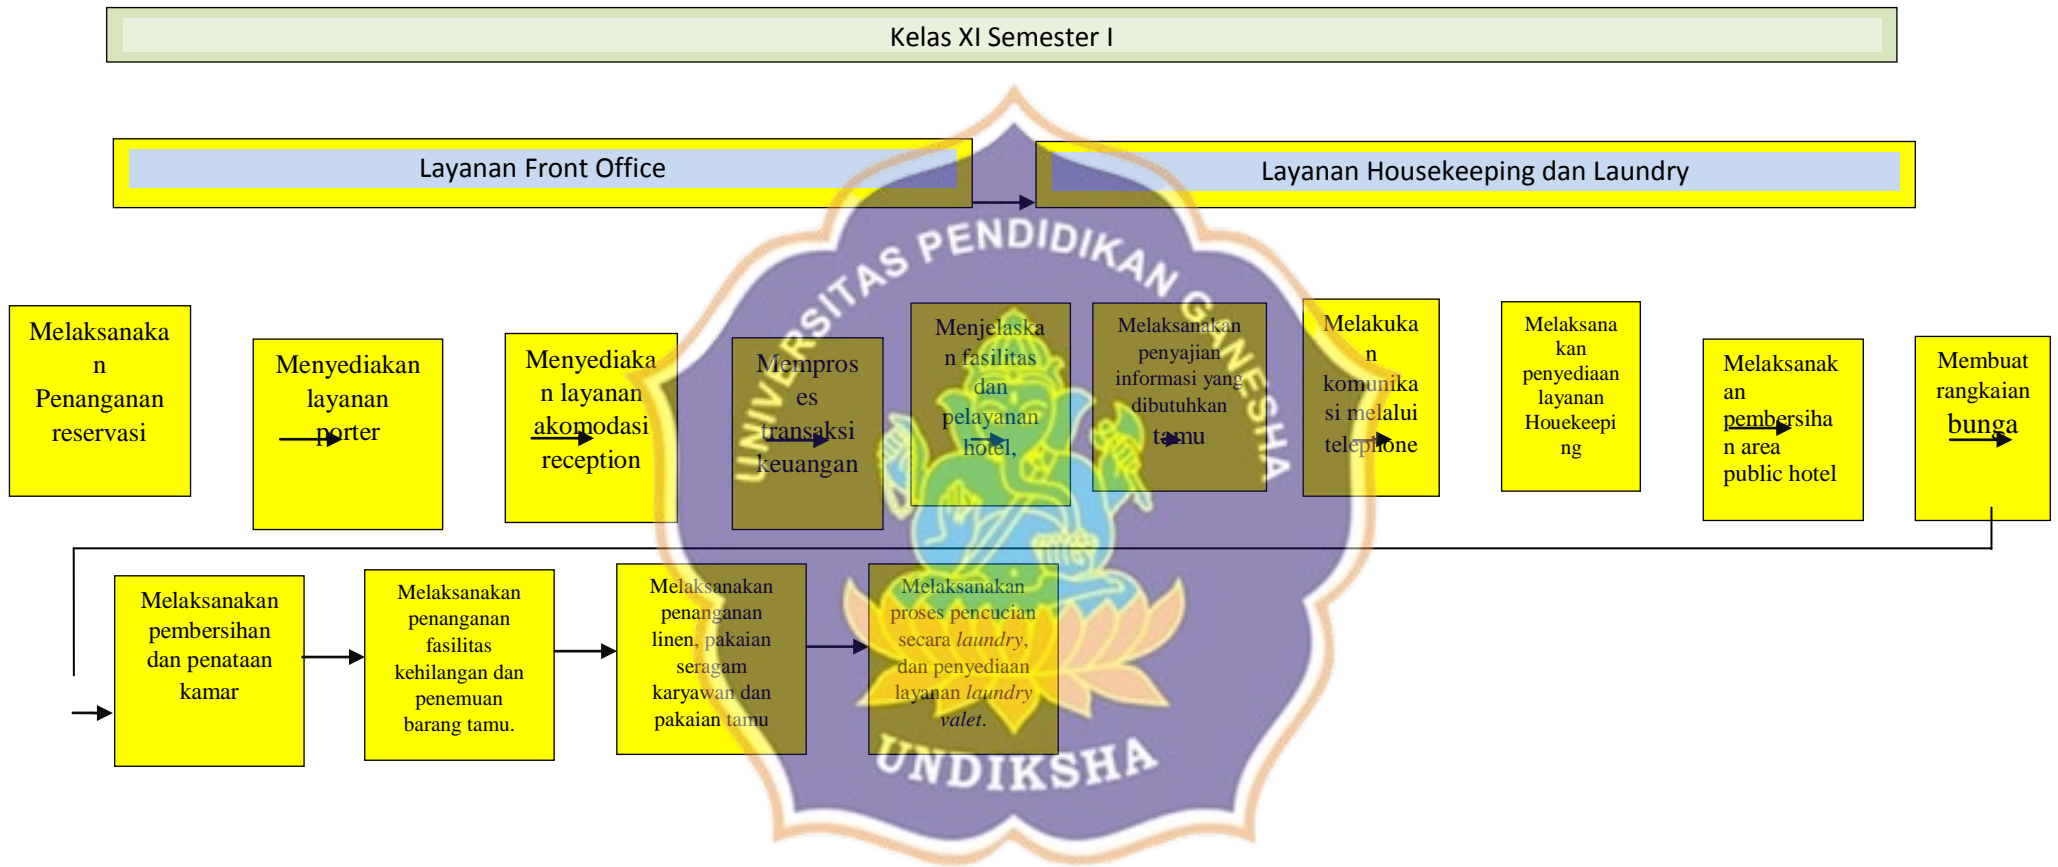 Kelas XI Semester I
Layanan Front Office
Layanan Housekeeping dan Laundry
UNIVERSITAS PENDIDIKAN GANESHA
Melaksanaka
n
Penanganan
reservasi
Menyediakan
layanan
porter
Menyediaka
n layanan
akomodasi
reception
Mempros
es
transaksi
keuangan
Menjelaska
n fasilitas
dan
pelayanan
hotel,
Melaksanakan
penyajian
informasi yang
dibutuhkan
tamu
Melakuka
n
komunika
si melalui
telephone
Melaksana
kan
penyediaan
layanan
Houekeepi
ng
Melaksanak
an
pembersiha
n area
public hotel
Membuat
rangkaian
bunga
Melaksanakan
pembersihan
dan penataan
kamar
Melaksanakan
penanganan
fasilitas
kehilangan dan
penemuan
barang tamu.
Melaksanakan
penanganan
linen, pakaian
seragam
karyawan dan
pakaian tamu
Melaksanakan
proses pencucian
secara laundry,
dan penyediaan
layanan laundry
valet.
UNDIKSHA